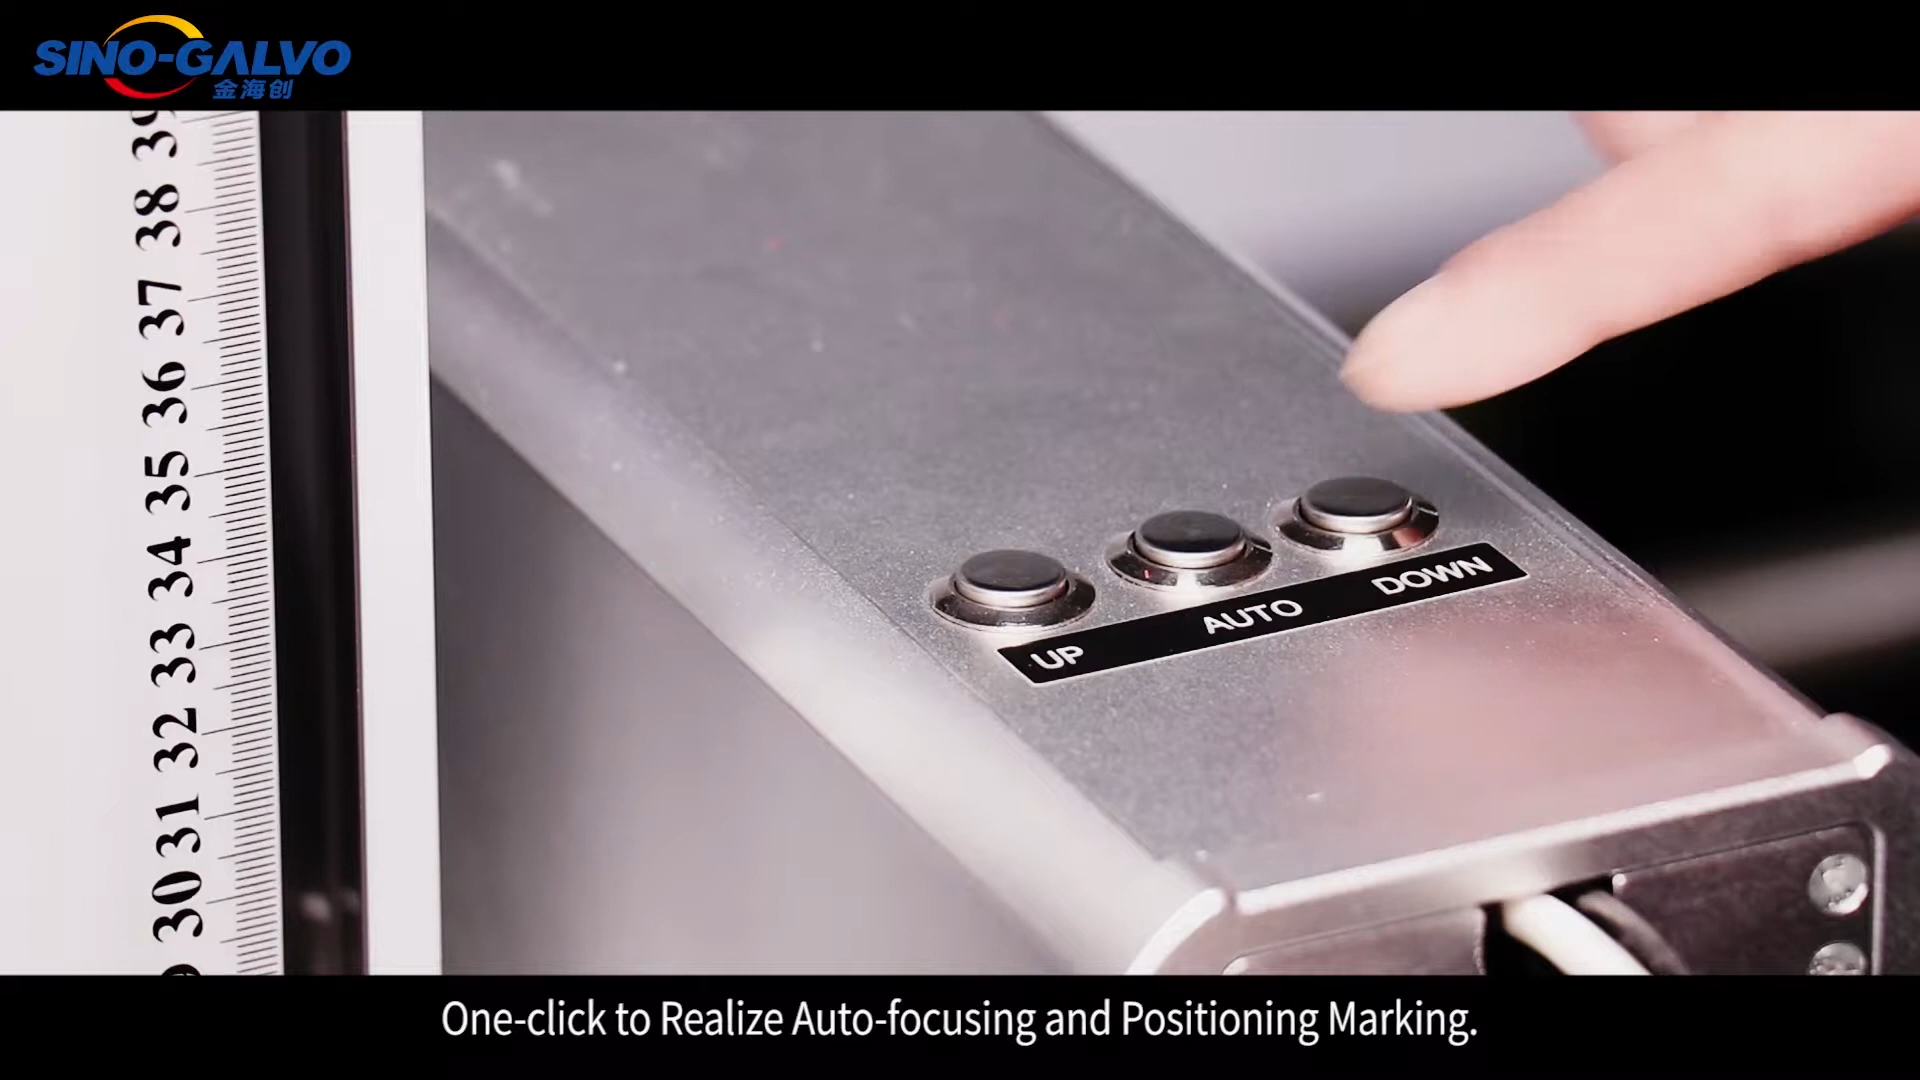 SINO-GALVO
金海创
39
38
37
36
35
34
33
32
31
30
UP AUTO DOWN
One-click to Realize Auto-focusing and Positioning Marking.